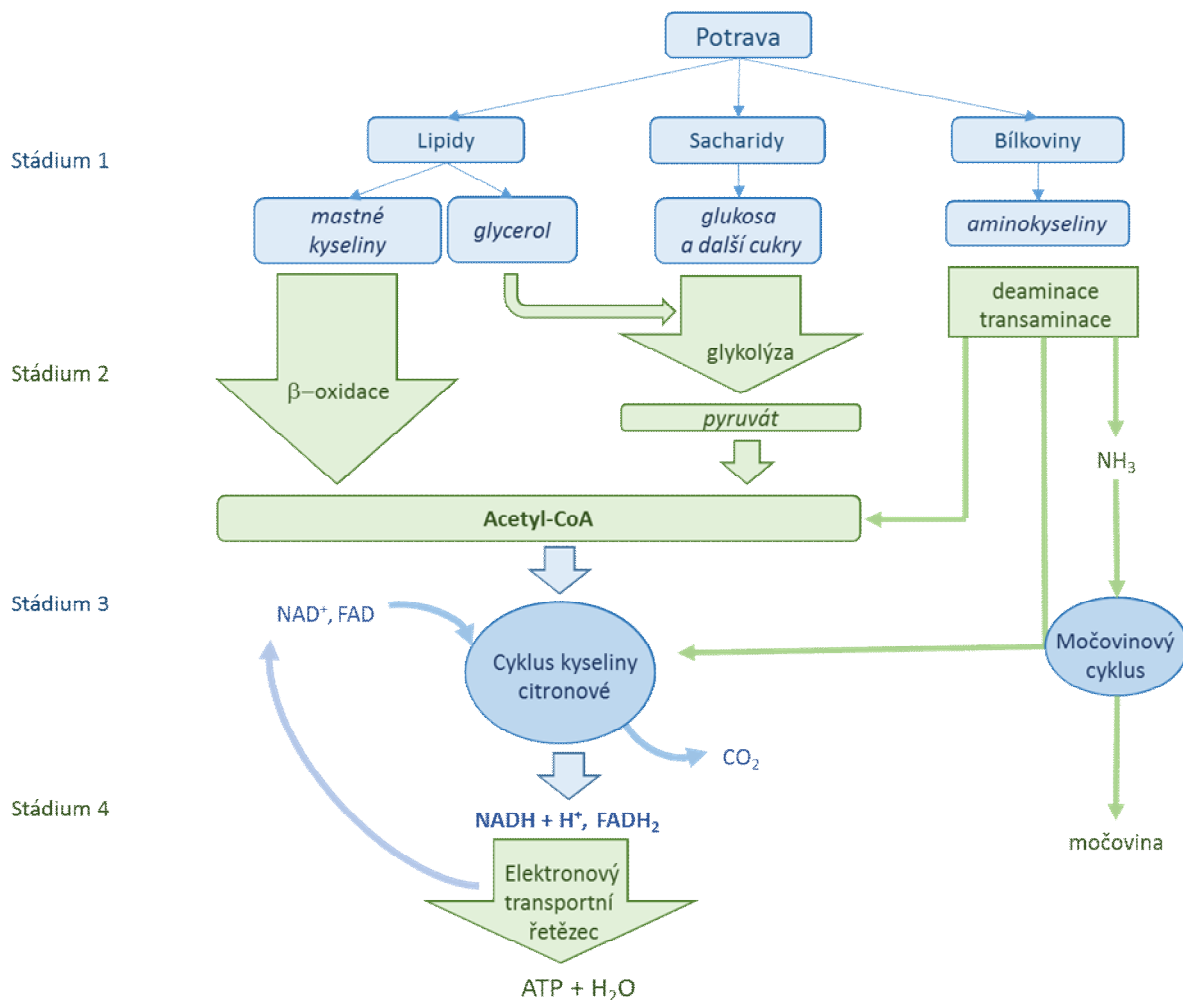 Potrava
Stádium 1
Lipidy
Sacharidy
Bílkoviny
mastné
kyseliny
glycerol
glukosa
a další cukry
aminokyseliny
deaminace
transaminace
Stádium 2
β–oxidace
glykolýza
pyruvát
NH₃
Acetyl-CoA
Stádium 3
NAD⁺, FAD
Cyklus kyseliny
citronové
Močovinový
cyklus
CO₂
Stádium 4
NADH + H⁺, FADH₂
močovina
Elektronový
transportní
řetězec
ATP + H₂O